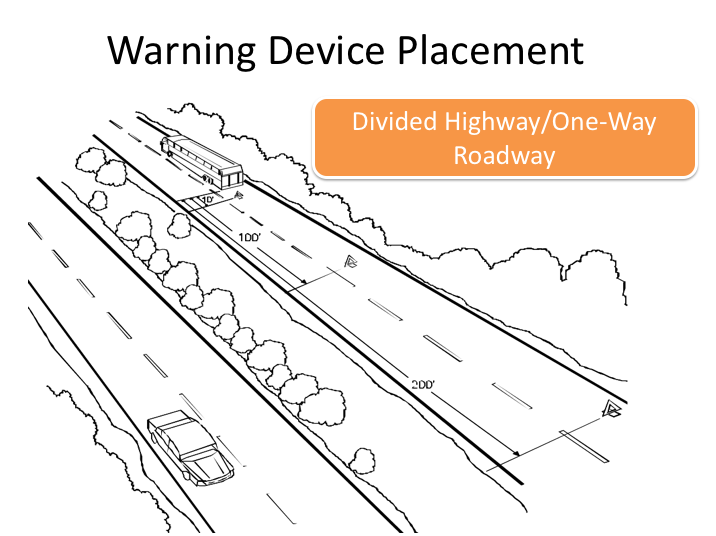 Warning Device Placement
Divided Highway/One-Way
Roadway
10'
100'
200'